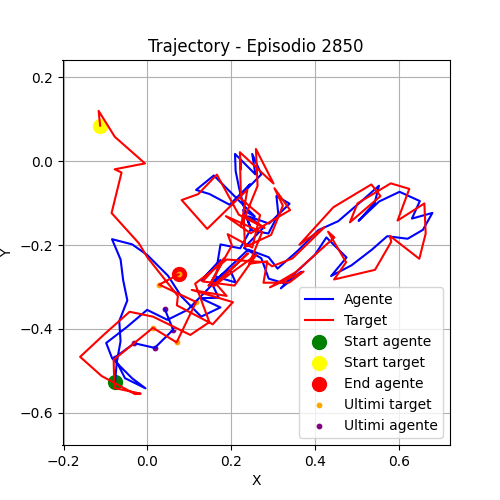 Trajectory - Episodio 2850
0.2
0.0
−0.2
−0.4
−0.6
Y
−0.2
0.0
0.2
0.4
0.6
X
Agente
Target
Start agente
Start target
End agente
Ultimi target
Ultimi agente